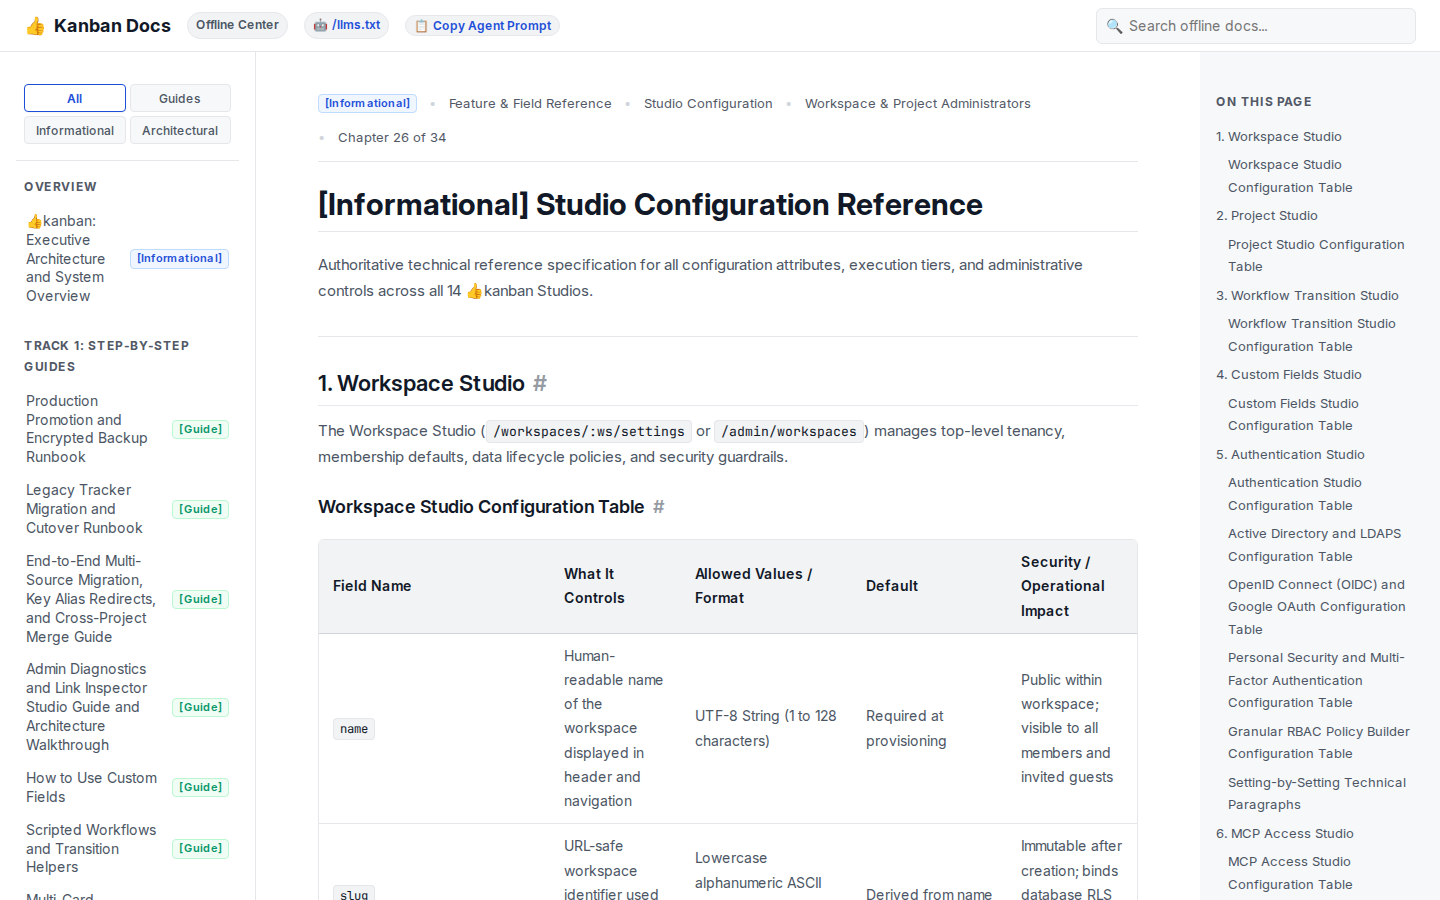 👍 Kanban Docs
Offline Center
🤖 /llms.txt
📋 Copy Agent Prompt
🔍 Search offline docs...
All
Guides
Informational
Architectural
OVERVIEW
👍kanban:
Executive
Architecture
and System
Overview
[Informational]
TRACK 1: STEP-BY-STEP
GUIDES
Production
Promotion and
Encrypted Backup
Runbook
[Guide]
Legacy Tracker
Migration and
Cutover Runbook
[Guide]
End-to-End Multi-
Source Migration,
Key Alias Redirects,
and Cross-Project
Merge Guide
[Guide]
Admin Diagnostics
and Link Inspector
Studio Guide and
Architecture
Walkthrough
[Guide]
How to Use Custom
Fields
[Guide]
Scripted Workflows
and Transition
Helpers
[Guide]
Multi-Card
[Informational] • Feature & Field Reference • Studio Configuration • Workspace & Project Administrators
• Chapter 26 of 34
[Informational] Studio Configuration Reference
Authoritative technical reference specification for all configuration attributes, execution tiers, and administrative
controls across all 14 👍kanban Studios.
1. Workspace Studio #
The Workspace Studio ( /workspaces/:ws/settings or /admin/workspaces ) manages top-level tenancy,
membership defaults, data lifecycle policies, and security guardrails.
Workspace Studio Configuration Table #
Field Name
What It
Controls
Allowed Values /
Format
Default
Security /
Operational
Impact
name
Human-
readable name
of the
workspace
displayed in
header and
navigation
UTF-8 String (1 to 128
characters)
Required at
provisioning
Public within
workspace;
visible to all
members and
invited guests
slug
URL-safe
workspace
identifier used
Lowercase
alphanumeric ASCII
Derived from name
Immutable after
creation; binds
database RLS
ON THIS PAGE
1. Workspace Studio
Workspace Studio
Configuration Table
2. Project Studio
Project Studio Configuration
Table
3. Workflow Transition Studio
Workflow Transition Studio
Configuration Table
4. Custom Fields Studio
Custom Fields Studio
Configuration Table
5. Authentication Studio
Authentication Studio
Configuration Table
Active Directory and LDAPS
Configuration Table
OpenID Connect (OIDC) and
Google OAuth Configuration
Table
Personal Security and Multi-
Factor Authentication
Configuration Table
Granular RBAC Policy Builder
Configuration Table
Setting-by-Setting Technical
Paragraphs
6. MCP Access Studio
MCP Access Studio
Configuration Table